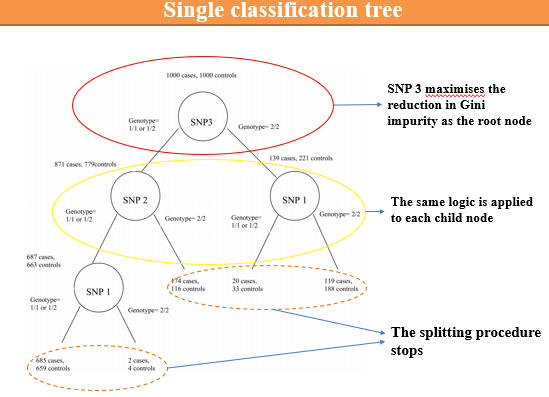 Single classification tree
1000 cases, 1000 controls
SNP 3 maximises the
reduction in Gini
impurity as the root node
Genotype=
1/1 or 1/2
SNP3
Genotype= 2/2
871 cases, 779controls
139 cases, 221 controls
SNP 2
SNP 1
The same logic is applied
to each child node
Genotype=
1/1 or 1/2
Genotype= 2/2
Genotype=
1/1 or 1/2
Genotype= 2/2
687 cases,
663 controls
174 cases,
116 controls
20 cases,
33 controls
119 cases,
188 controls
SNP 1
Genotype=
1/1 or 1/2
Genotype= 2/2
The splitting procedure
stops
685 cases,
659 controls
2 cases,
4 controls